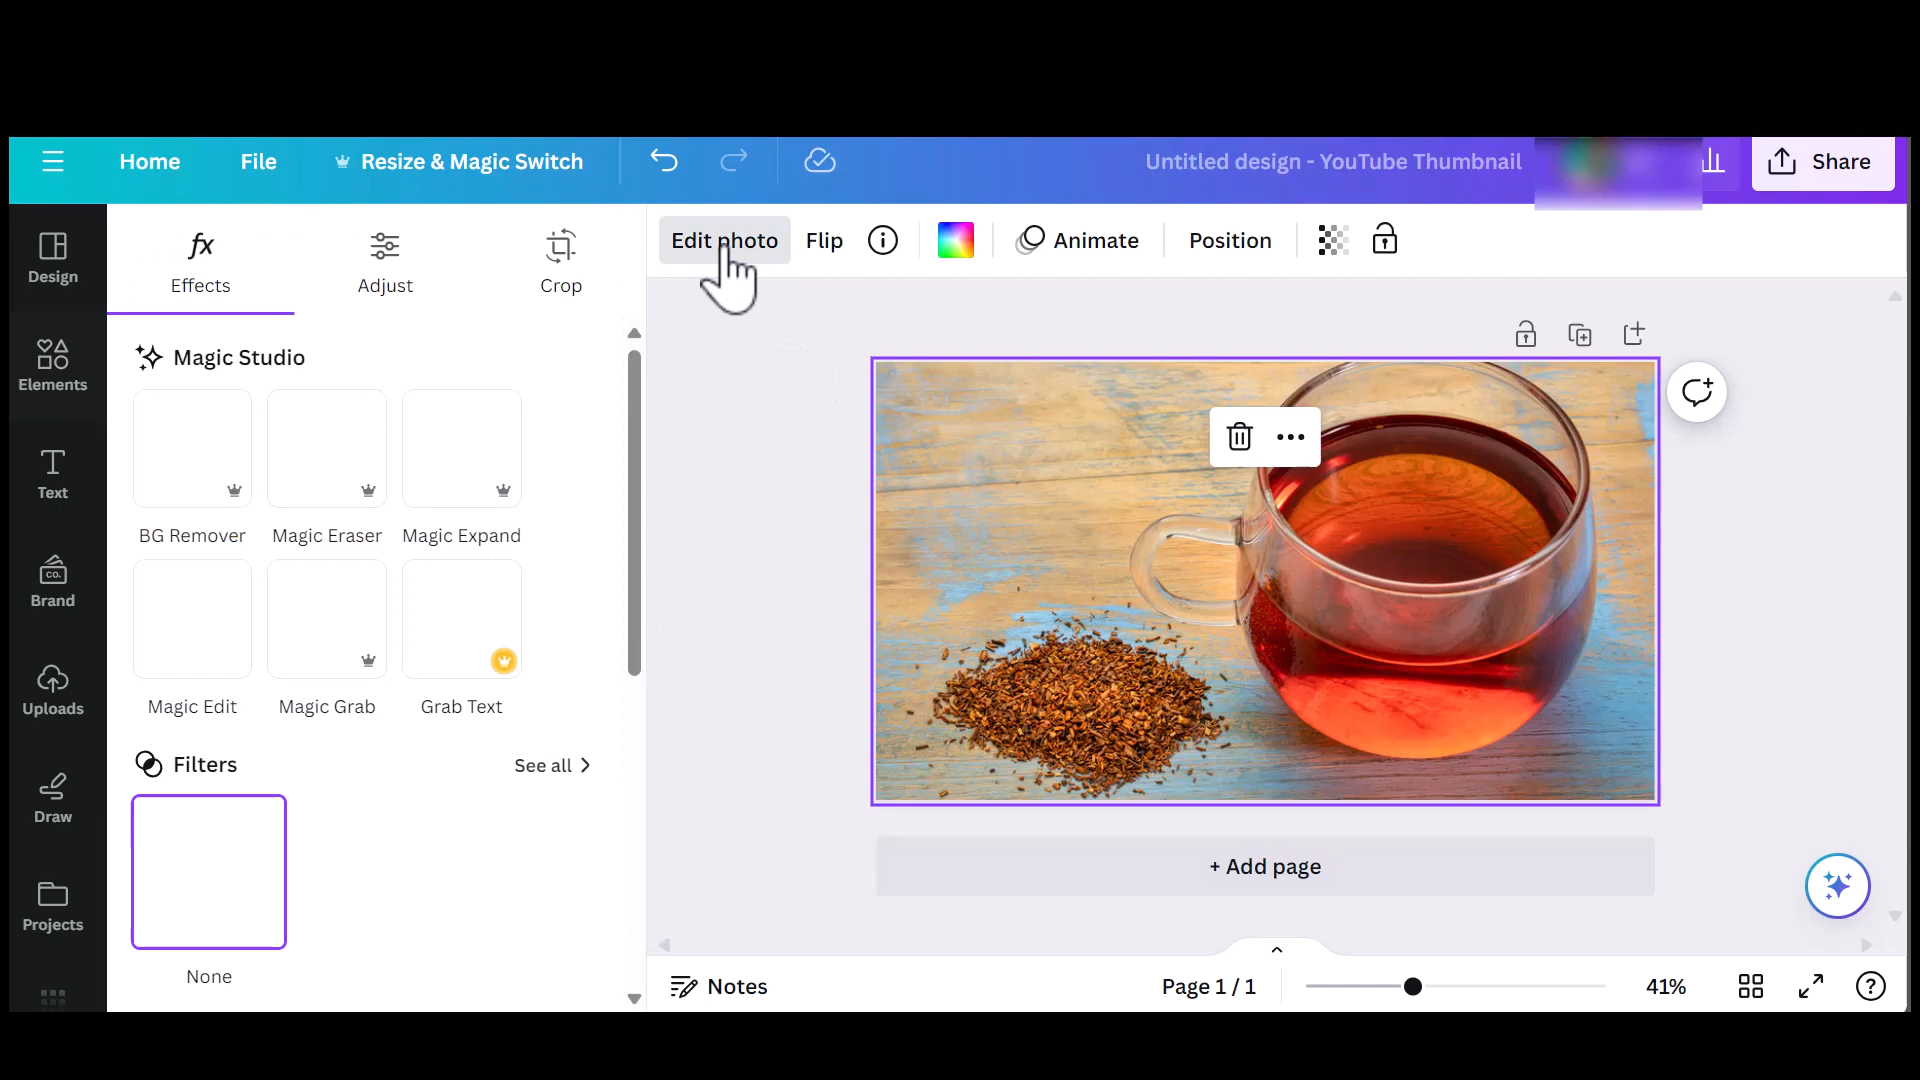 Home File Resize & Magic Switch Untitled design - YouTube Thumbnail Share
Design
Elements
Text
Brand
CO.
Uploads
Draw
Projects
fx
Effects Adjust Crop
Magic Studio
BG Remover Magic Eraser Magic Expand
Magic Edit Magic Grab Grab Text
Filters See all
None
Edit photo Flip Animate Position
+ Add page
Notes Page 1 / 1 41%